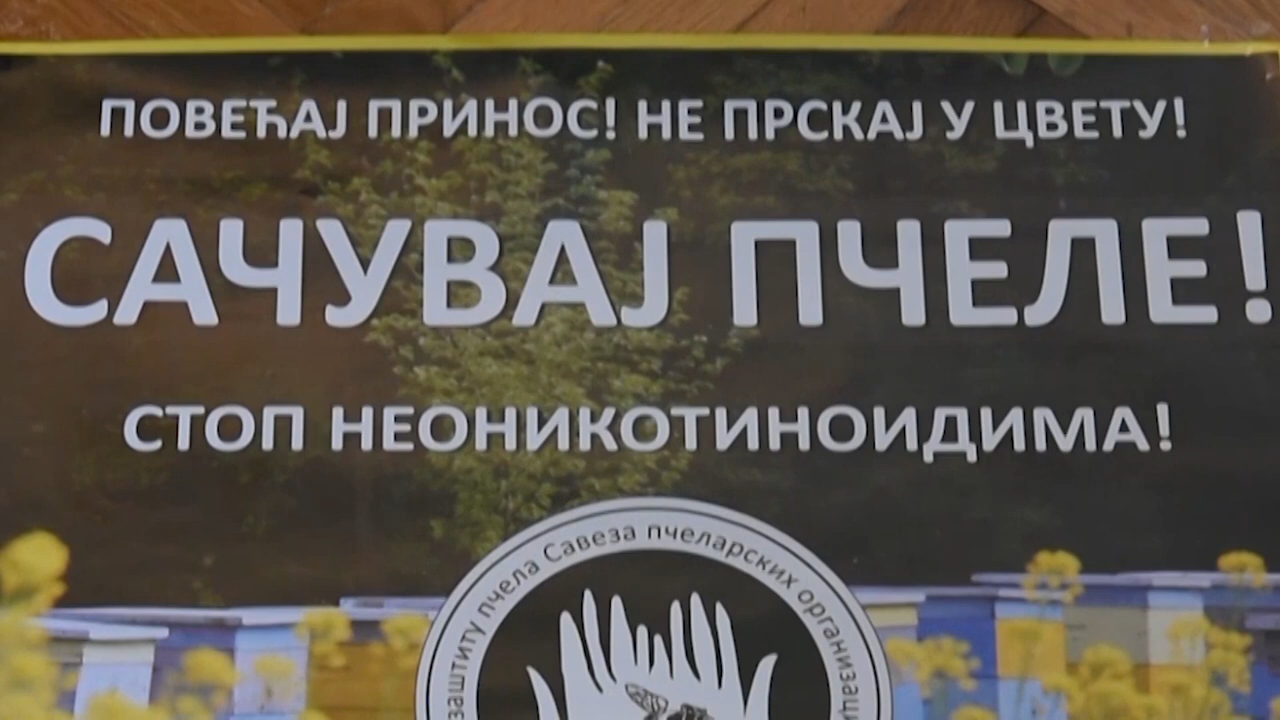 ПОВЕЋАЈ ПРИНОС! НЕ ПРСКАЈ У ЦВЕТУ!
САЧУВАЈ ПЧЕЛЕ!
СТОП НЕОНИКОТИНОИДИМА!
заштиту пчела Савеза пчеларских